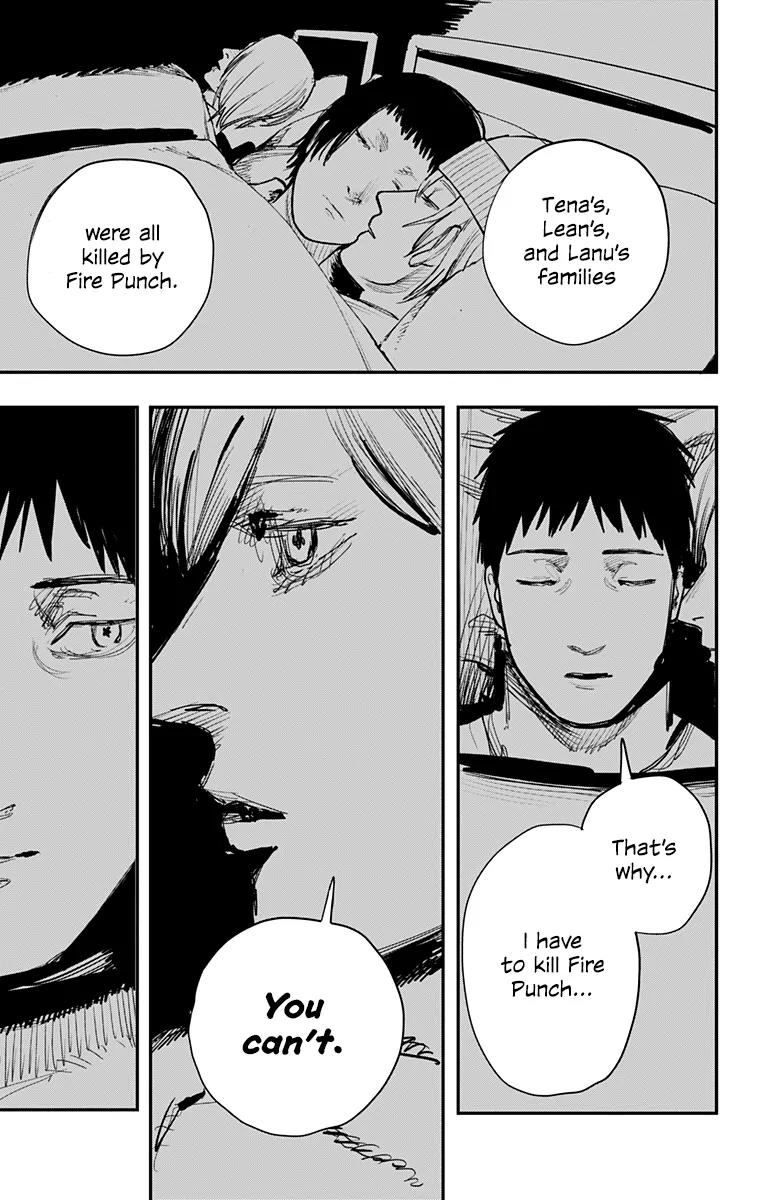 Tena's,
Lean's,
and Lanu's
families
were all
killed by
Fire Punch.
That's
why...
I have
to kill Fire
Punch...
You
can't.